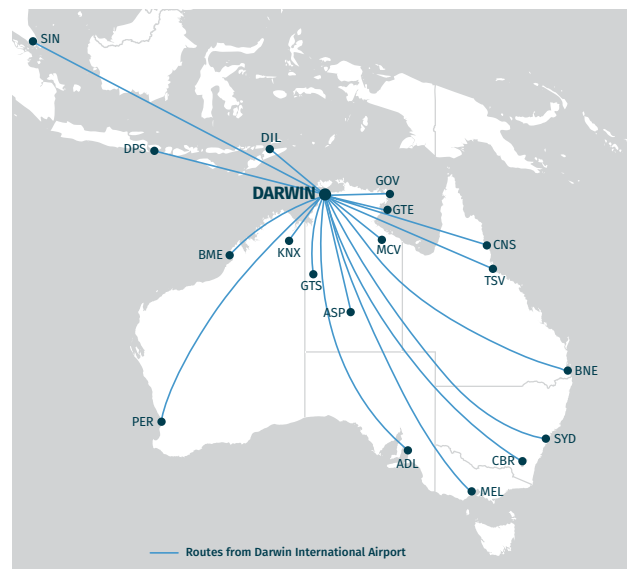 SIN
DIL
DPS
GOV
DARWIN
GTE
CNS
MCV
KNX
BME
TSV
GTS
ASP
BNE
PER
SYD
ADL
CBR
MEL
Routes from Darwin International Airport